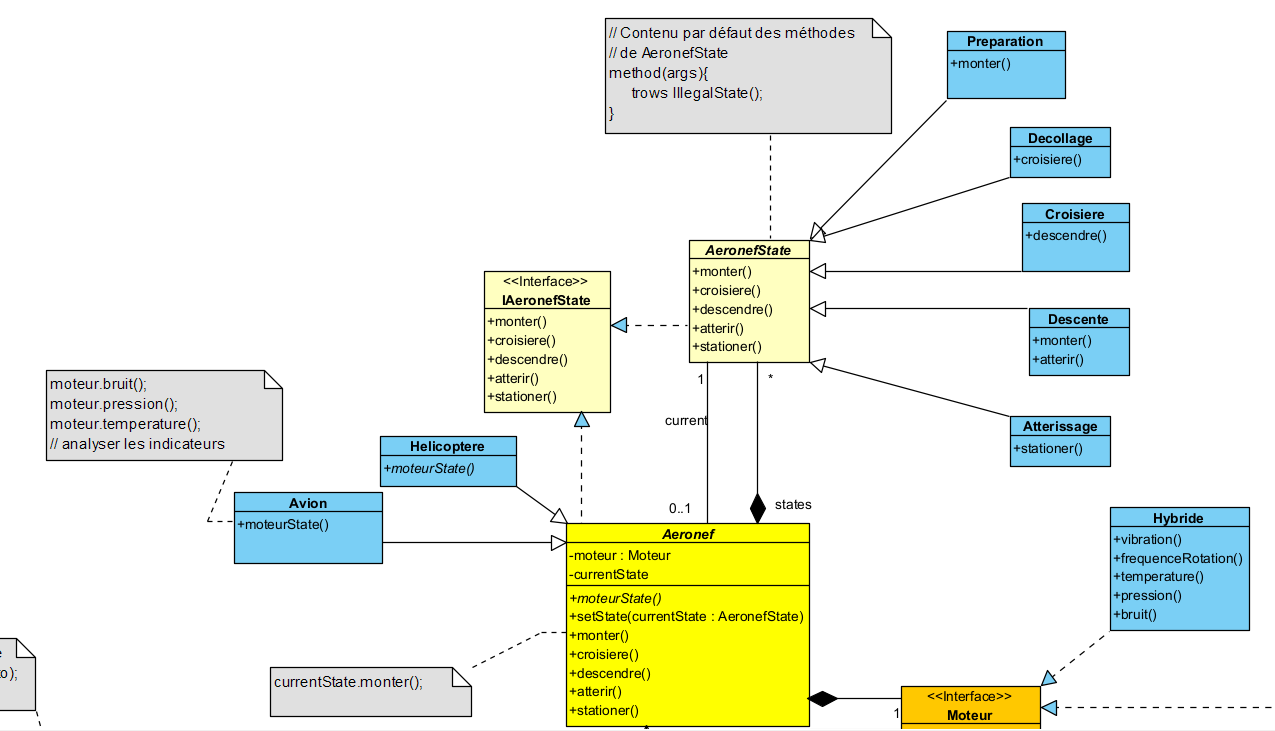 // Contenu par défaut des méthodes
// de AeronefState
method(args){
trows IllegalState();
}
Preparation
+monter()
Decollage
+croisiere()
Croisiere
+descendre()
Descente
+monter()
+atterir()
Atterissage
+stationer()
AeronefState
+monter()
+croisiere()
+descendre()
+atterir()
+stationer()
<<Interface>>
IAeronefState
+monter()
+croisiere()
+descendre()
+atterir()
+stationer()
1
*
current
0..1
states
moteur.bruit();
moteur.pression();
moteur.temperature();
// analyser les indicateurs
Helicoptere
+moteurState()
Avion
+moteurState()
Aeronef
-moteur : Moteur
-currentState
+moteurState()
+setState(currentState : AeronefState)
+monter()
+croisiere()
+descendre()
+atterir()
+stationer()
currentState.monter();
Hybride
+vibration()
+frequenceRotation()
+temperature()
+pression()
+bruit()
1
<<Interface>>
Moteur